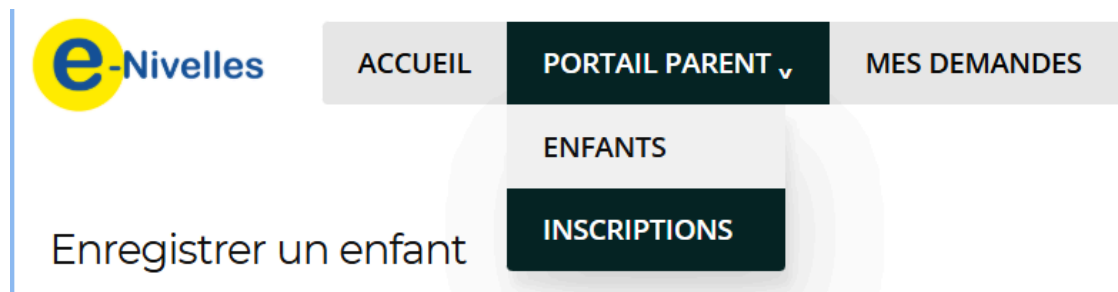 e-Nivelles
ACCUEIL
PORTAIL PARENT
MES DEMANDES
ENFANTS
INSCRIPTIONS
Enregistrer un enfant